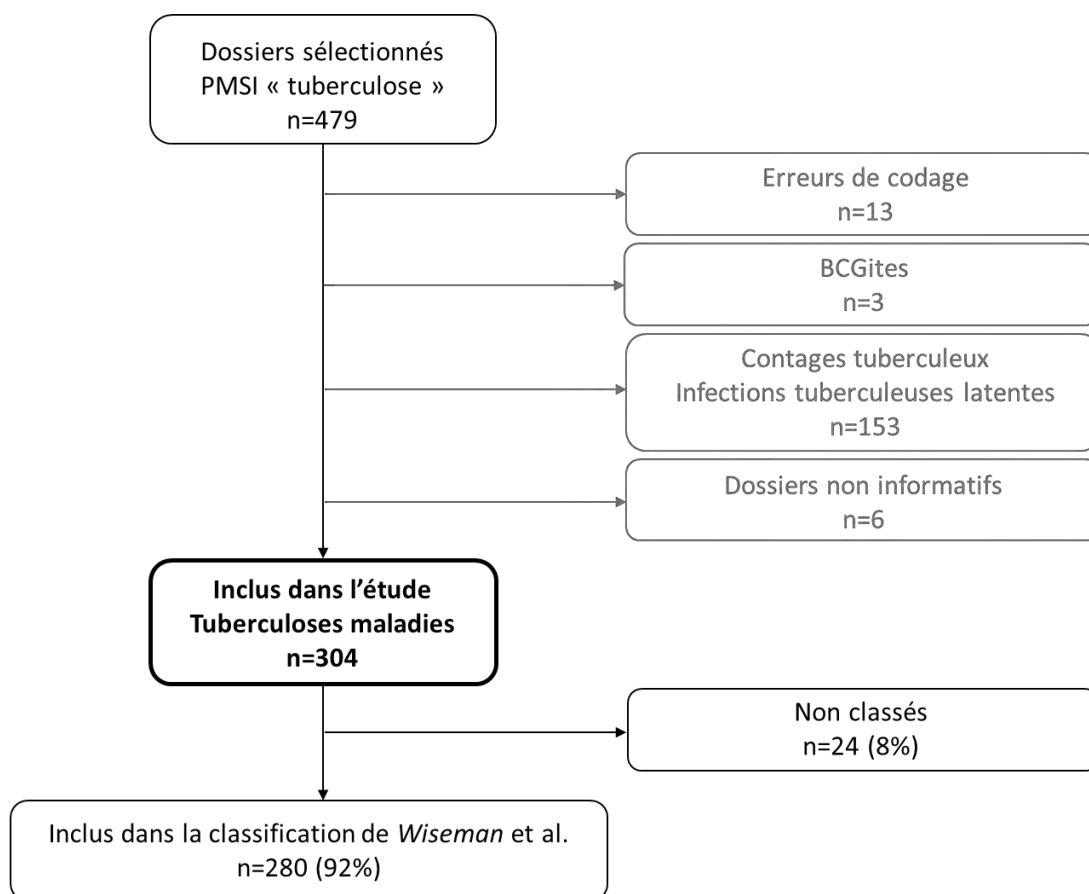 Dossiers sélectionnés
PMSI « tuberculose »
n=479
Erreurs de codage
n=13
BCGites
n=3
Contages tuberculeux
Infections tuberculeuses latentes
n=153
Dossiers non informatifs
n=6
Inclus dans l’étude
Tuberculoses maladies
n=304
Non classés
n=24 (8%)
Inclus dans la classification de Wiseman et al.
n=280 (92%)